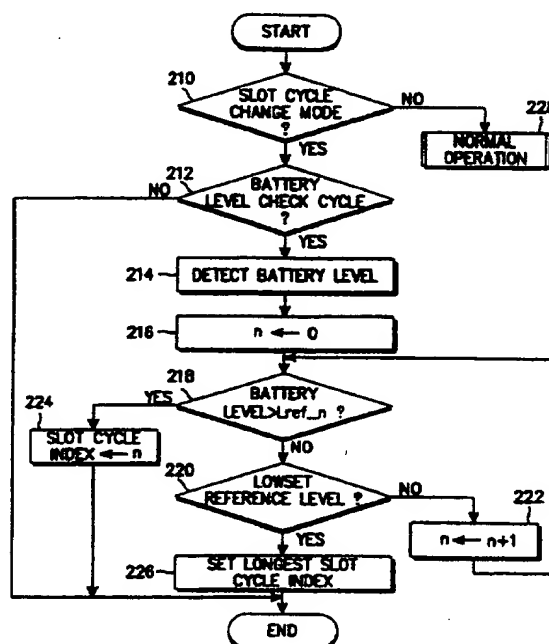 START
210
SLOT CYCLE
CHANGE MODE
?
NO
YES
228
NORMAL
OPERATION
212
NO
BATTERY
LEVEL CHECK CYCLE
?
YES
214
DETECT BATTERY LEVEL
216
n ← 0
218
YES
BATTERY
LEVEL>Lref_n ?
NO
224
SLOT CYCLE
INDEX ← n
220
LOWSET
REFERENCE LEVEL ?
NO
YES
222
n ← n+1
226
SET LONGEST SLOT
CYCLE INDEX
END